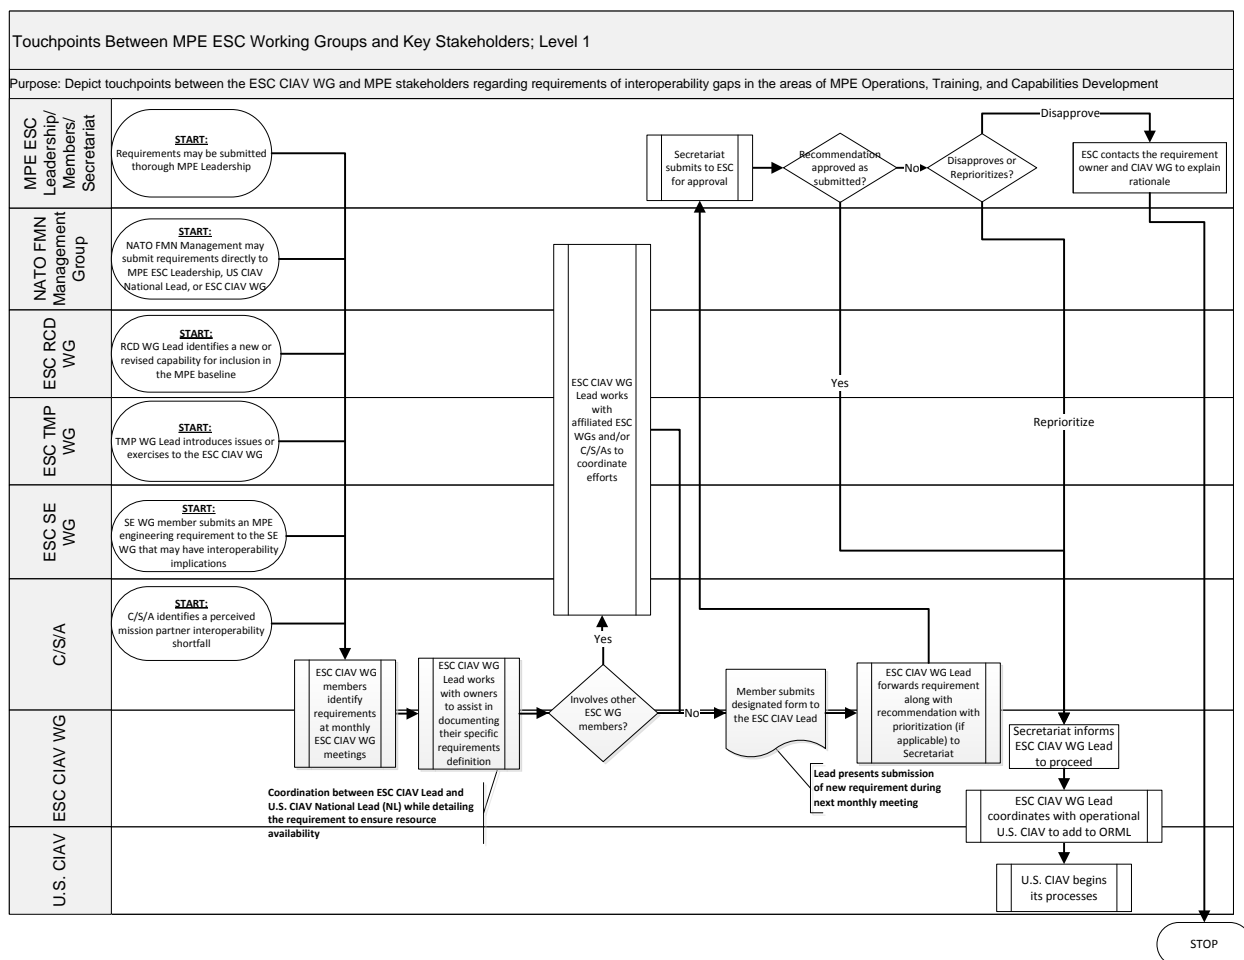 Touchpoints Between MPE ESC Working Groups and Key Stakeholders; Level 1
Purpose: Depict touchpoints between the ESC CIAV WG and MPE stakeholders regarding requirements of interoperability gaps in the areas of MPE Operations, Training, and Capabilities Development
MPE ESC
Leadership/
Members/
Secretariat
START:
Requirements may be submitted
thorough MPE Leadership
Secretariat
submits to ESC
for approval
Recommendation
approved as
submitted?
No
Disapproves or
Reprioritizes?
Disapprove
ESC contacts the requirement
owner and CIAV WG to explain
rationale
NATO FMN
Management
Group
START:
NATO FMN Management may
submit requirements directly to
MPE ESC Leadership, US CIAV
National Lead, or ESC CIAV WG
ESC RCD
WG
START:
RCD WG Lead identifies a new or
revised capability for inclusion in
the MPE baseline
ESC CIAV WG
Lead works
with
affiliated ESC
WGs and/or
C/S/As to
coordinate
efforts
Yes
Reprioritize
ESC TMP
WG
START:
TMP WG Lead introduces issues or
exercises to the ESC CIAV WG
ESC SE
WG
START:
SE WG member submits an MPE
engineering requirement to the SE
WG that may have interoperability
implications
C/S/A
START:
C/S/A identifies a perceived
mission partner interoperability
shortfall
Yes
ESC CIAV WG
members
identify
requirements
at monthly
ESC CIAV WG
meetings
ESC CIAV WG
Lead works
with owners
to assist in
documenting
their specific
requirements
definition
Involves other
ESC WG
members?
No
Member submits
designated form to
the ESC CIAV Lead
ESC CIAV WG Lead
forwards requirement
along with
recommendation with
prioritization (if
applicable) to
Secretariat
ESC CIAV WG
Secretariat informs
ESC CIAV WG Lead
to proceed
Coordination between ESC CIAV Lead and
U.S. CIAV National Lead (NL) while detailing
the requirement to ensure resource
availability
Lead presents submission
of new requirement during
next monthly meeting
ESC CIAV WG Lead
coordinates with operational
U.S. CIAV to add to ORML
U.S. CIAV
U.S. CIAV begins
its processes
STOP